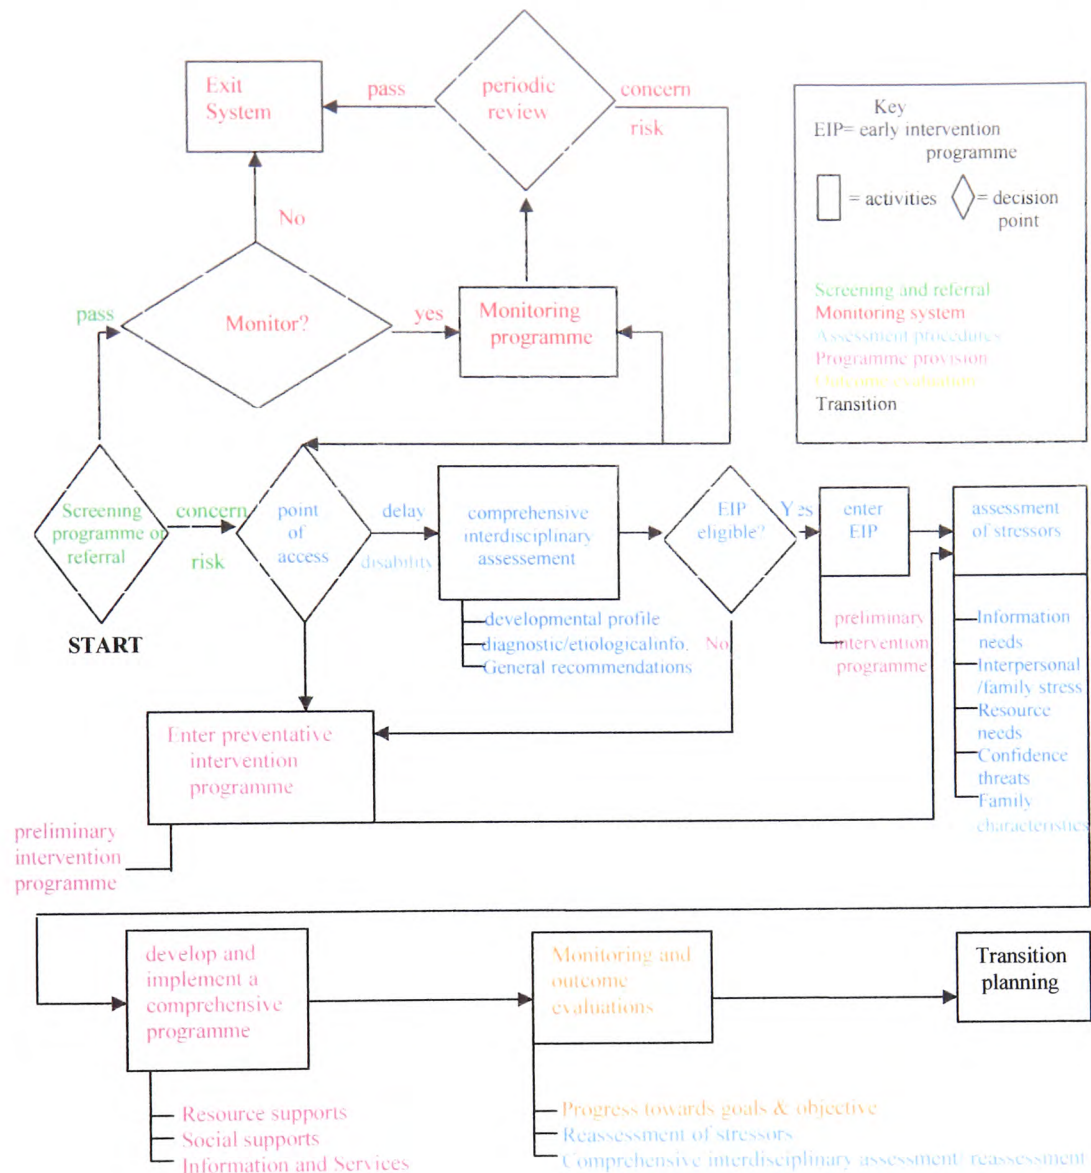 Exit
System
pass
periodic
review
concern
risk
Key
EIP= early intervention
programme
= activities
= decision
point
Screening and referral
Monitoring system
Assessment procedures
Programme provision
Outcome evaluation
Transition
No
pass
Monitor?
yes
Monitoring
programme
Screening
programme or
referral
START
concern
risk
point
of
access
delay
disability
comprehensive
interdisciplinary
assessement
developmental profile
diagnostic/etiologicalinfo.
General recommendations
EIP
eligible?
Yes
No
enter
EIP
preliminary
intervention
programme
assessment
of stressors
Information
needs
Interpersonal
/family stress
Resource
needs
Confidence
threats
Family
characteristics
Enter preventative
intervention
programme
preliminary
intervention
programme
develop and
implement a
comprehensive
programme
Resource supports
Social supports
Information and Services
Monitoring and
outcome
evaluations
Progress towards goals & objective
Reassessment of stressors
Comprehensive interdisciplinary assessment/ reassessment
Transition
planning